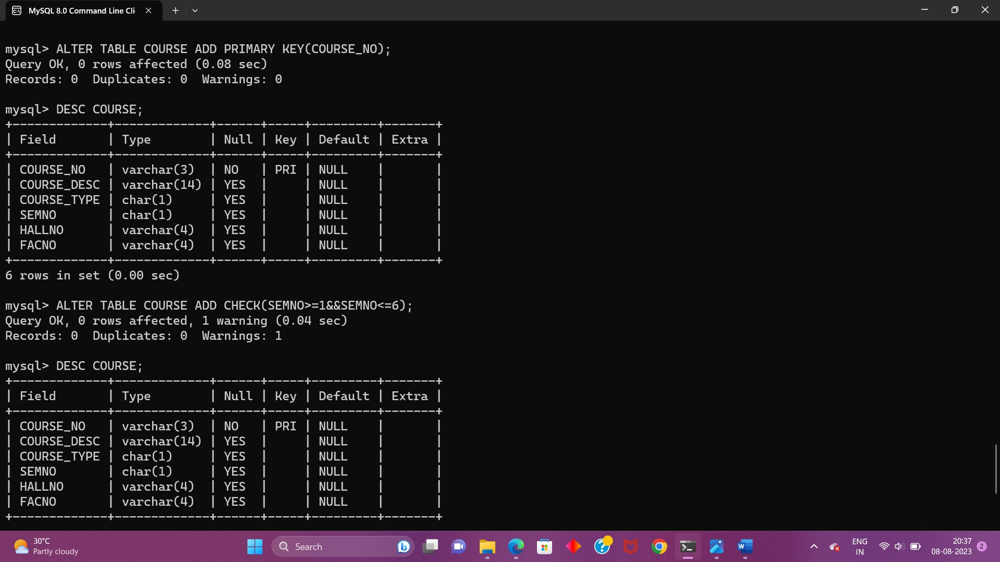 MySQL 8.0 Command Line Cli
mysql> ALTER TABLE COURSE ADD PRIMARY KEY(COURSE_NO);
Query OK, 0 rows affected (0.08 sec)
Records: 0  Duplicates: 0  Warnings: 0
mysql> DESC COURSE;
+-------------+-------------+------+-----+---------+-------+
| Field       | Type        | Null | Key | Default | Extra |
+-------------+-------------+------+-----+---------+-------+
| COURSE_NO   | varchar(3)  | NO   | PRI | NULL    |       |
| COURSE_DESC | varchar(14) | YES  |     | NULL    |       |
| COURSE_TYPE | char(1)     | YES  |     | NULL    |       |
| SEMNO       | char(1)     | YES  |     | NULL    |       |
| HALLNO      | varchar(4)  | YES  |     | NULL    |       |
| FACNO       | varchar(4)  | YES  |     | NULL    |       |
+-------------+-------------+------+-----+---------+-------+
6 rows in set (0.00 sec)
mysql> ALTER TABLE COURSE ADD CHECK(SEMNO>=1&&SEMNO<=6);
Query OK, 0 rows affected, 1 warning (0.04 sec)
Records: 0  Duplicates: 0  Warnings: 1
mysql> DESC COURSE;
+-------------+-------------+------+-----+---------+-------+
| Field       | Type        | Null | Key | Default | Extra |
+-------------+-------------+------+-----+---------+-------+
| COURSE_NO   | varchar(3)  | NO   | PRI | NULL    |       |
| COURSE_DESC | varchar(14) | YES  |     | NULL    |       |
| COURSE_TYPE | char(1)     | YES  |     | NULL    |       |
| SEMNO       | char(1)     | YES  |     | NULL    |       |
| HALLNO      | varchar(4)  | YES  |     | NULL    |       |
| FACNO       | varchar(4)  | YES  |     | NULL    |       |
+-------------+-------------+------+-----+---------+-------+
30°C
Partly cloudy
Search
ENG
IN
20:37
08-08-2023
2